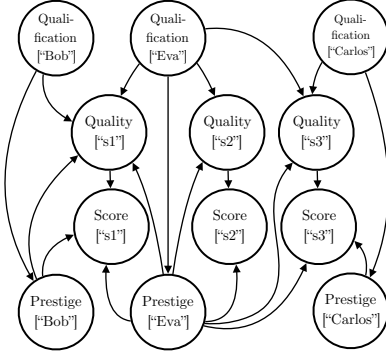 Quali-
fication
[“Bob”]
Quali-
fication
[“Eva”]
Quali-
fication
[“Carlos”]
Quality
[“s1”]
Quality
[“s2”]
Quality
[“s3”]
Score
[“s1”]
Score
[“s2”]
Score
[“s3”]
Prestige
[“Bob”]
Prestige
[“Eva”]
Prestige
[“Carlos”]